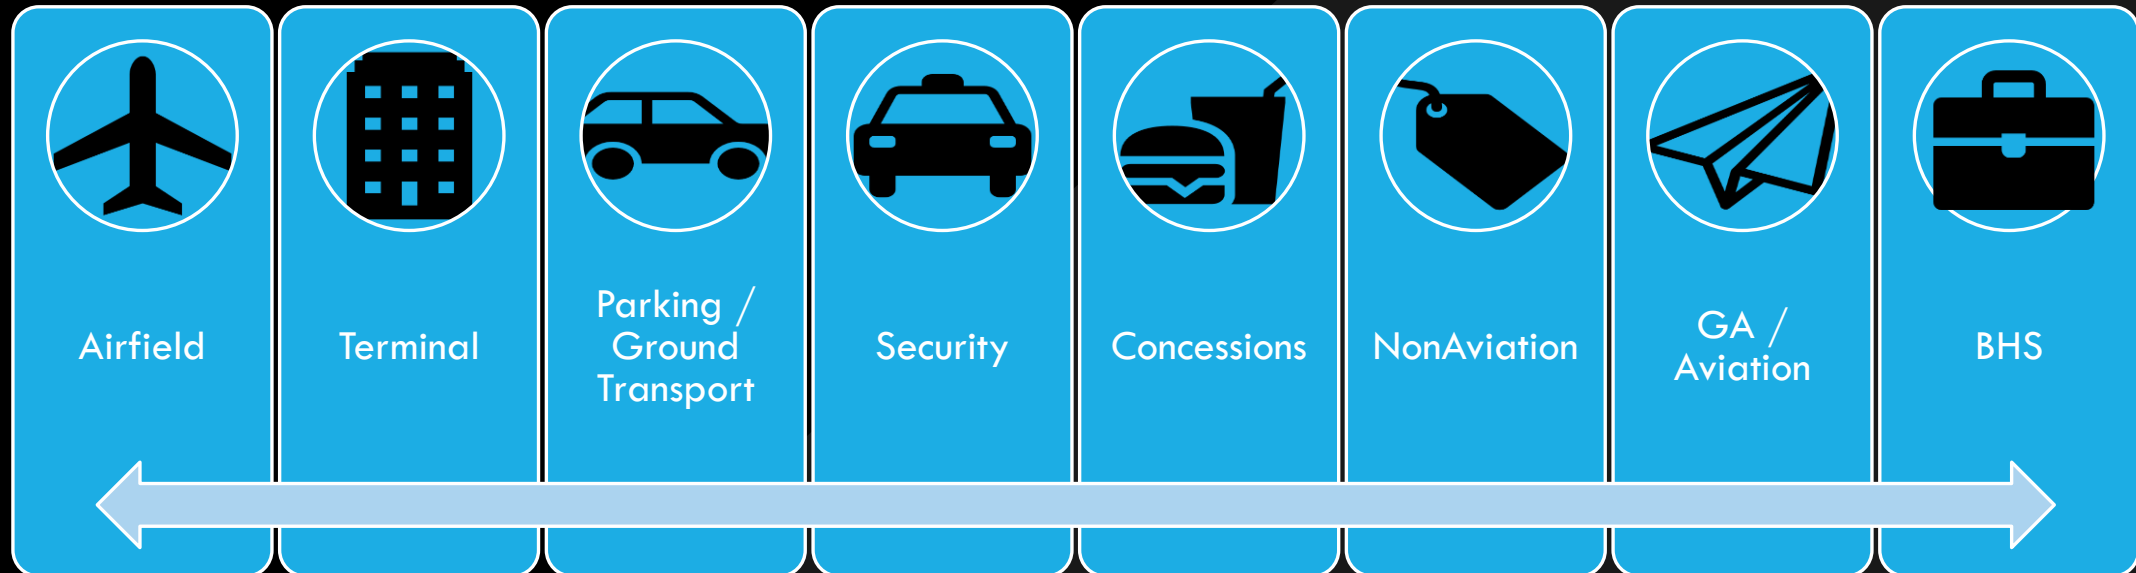 Airfield
Terminal
Parking /
Ground
Transport
Security
Concessions
NonAviation
GA /
Aviation
BHS